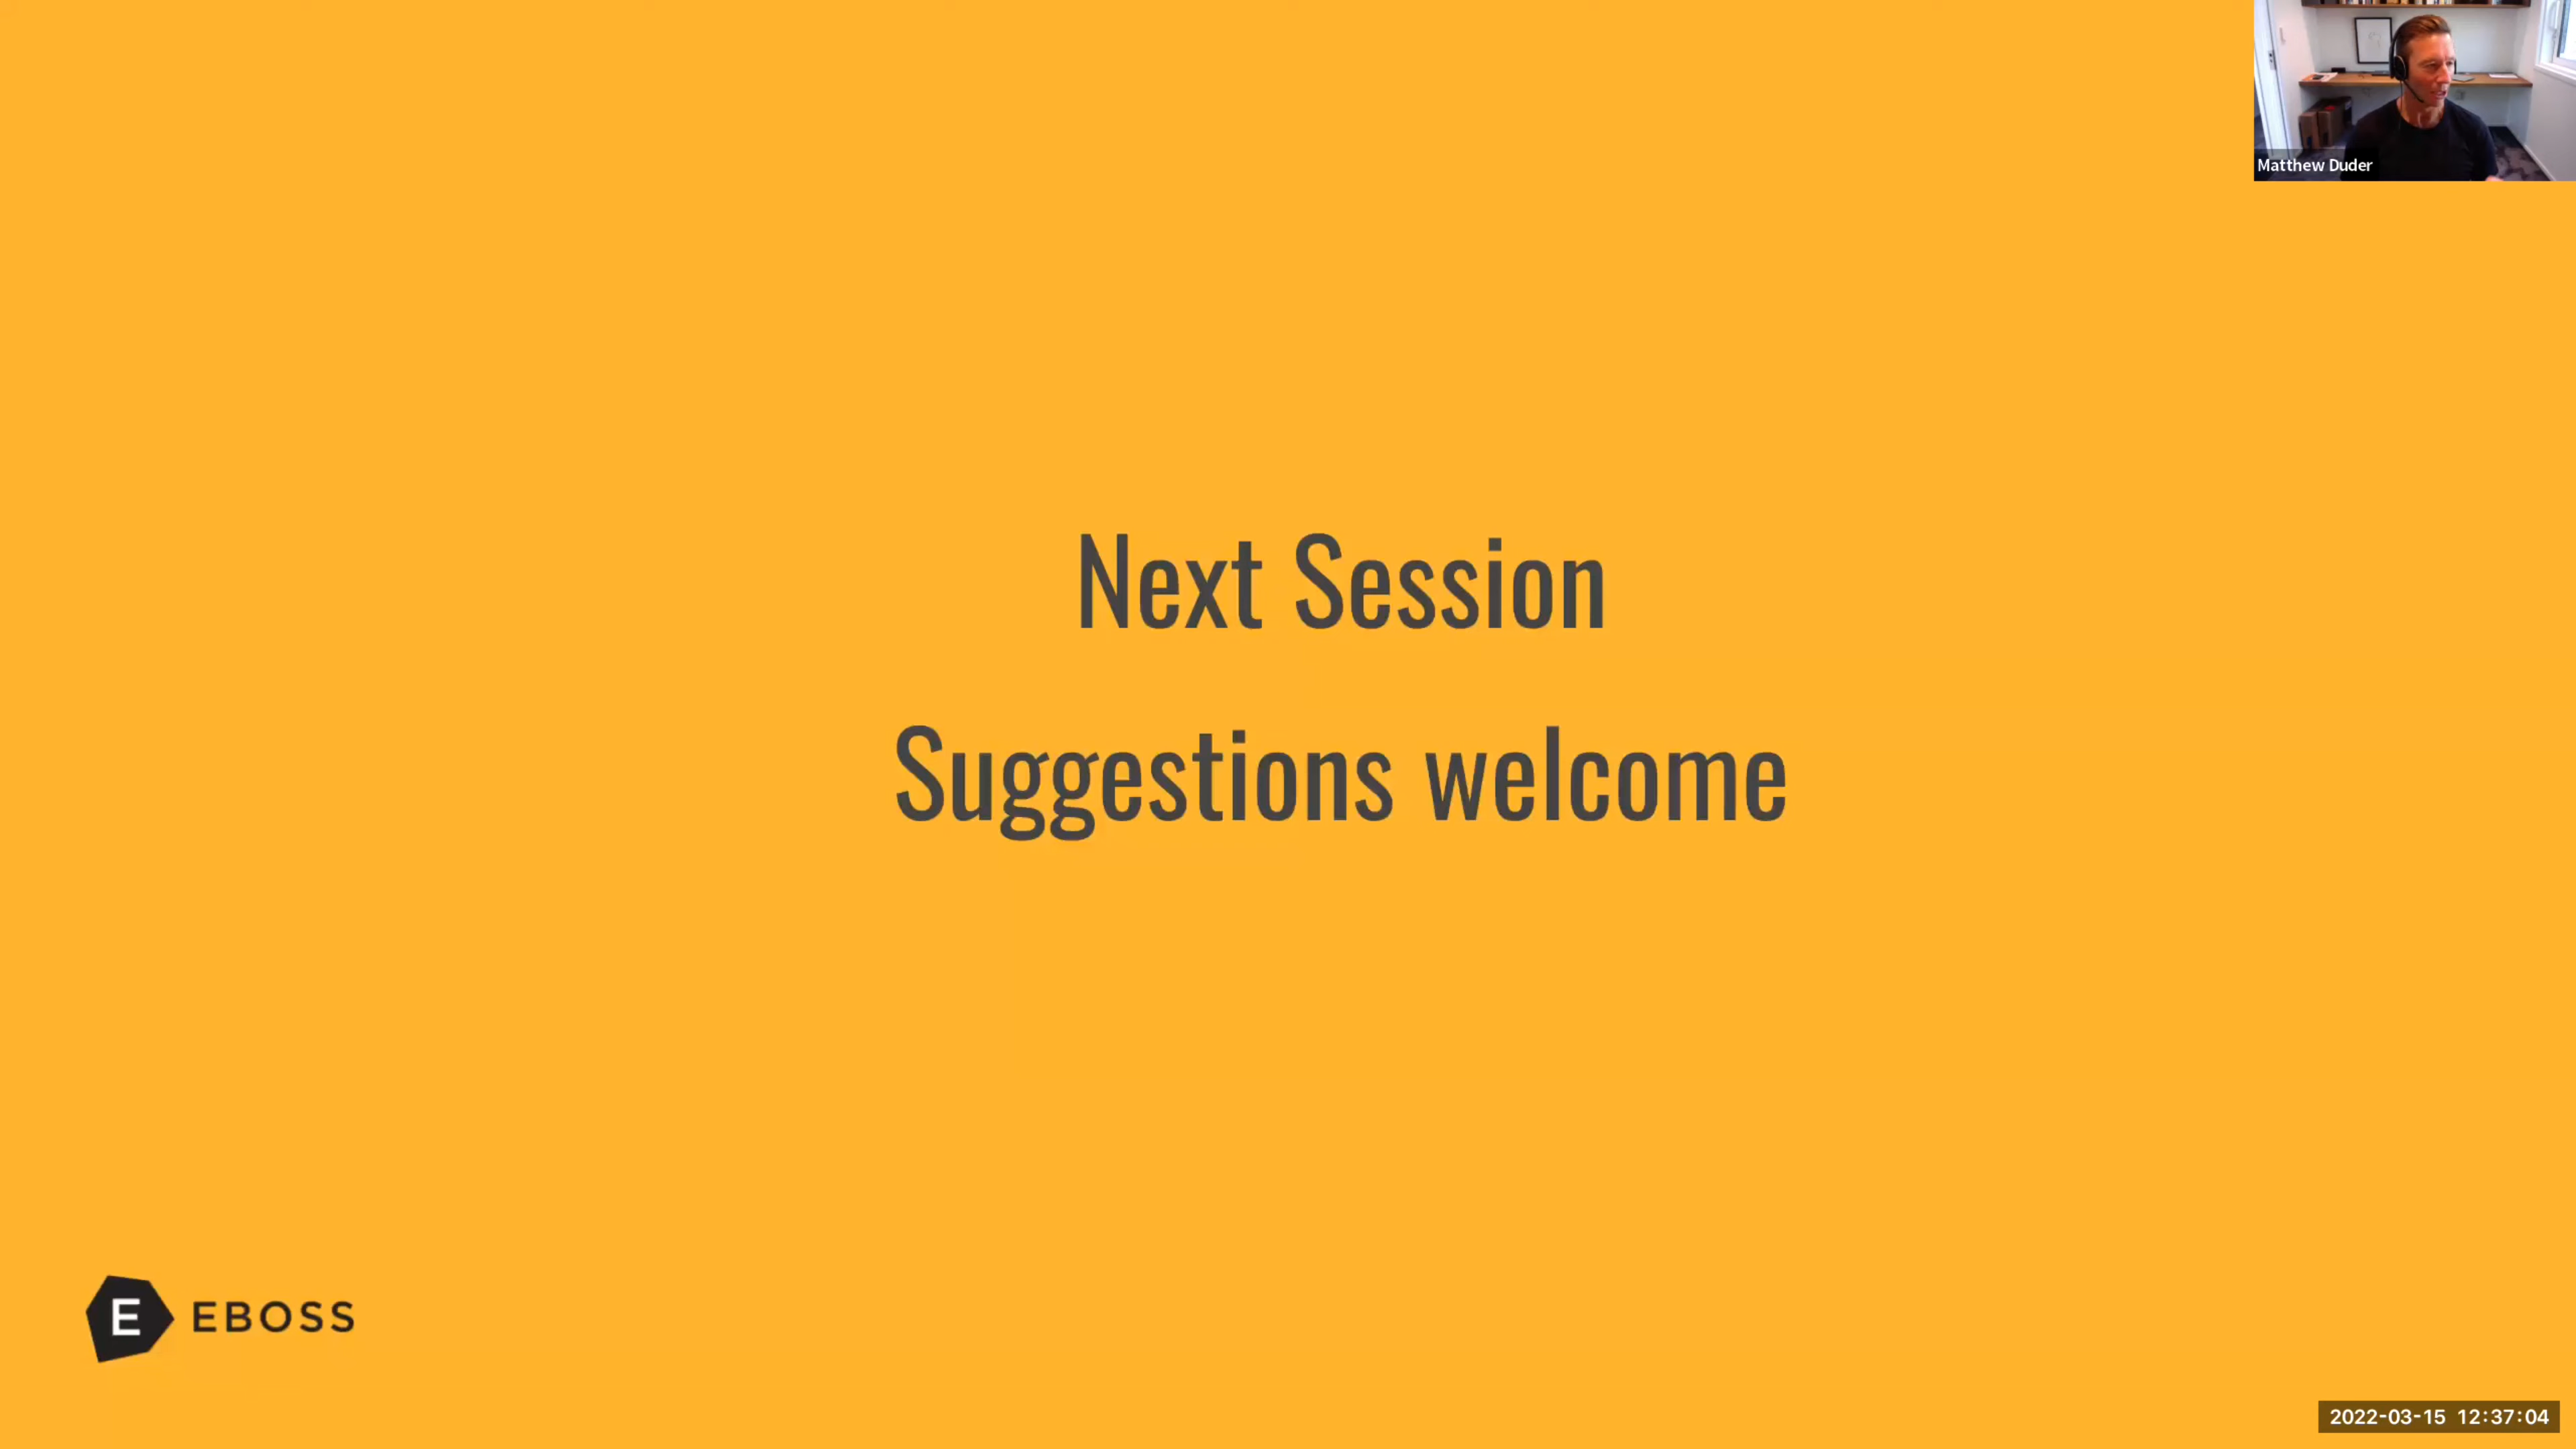 Matthew Duder
Next Session
Suggestions welcome
E EBOSS
2022-03-15 12:37:04